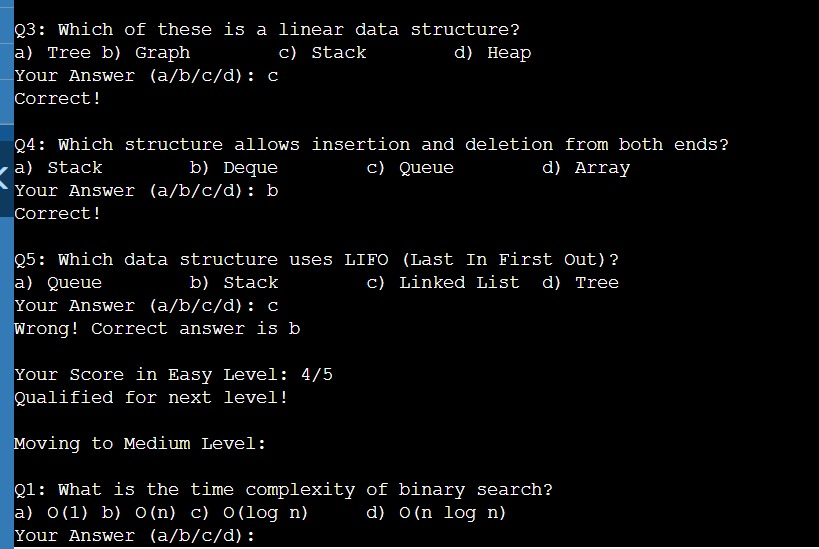 Q3: Which of these is a linear data structure?
a) Tree b) Graph c) Stack d) Heap
Your Answer (a/b/c/d): c
Correct!
Q4: Which structure allows insertion and deletion from both ends?
a) Stack b) Deque c) Queue d) Array
Your Answer (a/b/c/d): b
Correct!
Q5: Which data structure uses LIFO (Last In First Out)?
a) Queue b) Stack c) Linked List d) Tree
Your Answer (a/b/c/d): c
Wrong! Correct answer is b
Your Score in Easy Level: 4/5
Qualified for next level!
Moving to Medium Level:
Q1: What is the time complexity of binary search?
a) O(1) b) O(n) c) O(log n) d) O(n log n)
Your Answer (a/b/c/d):